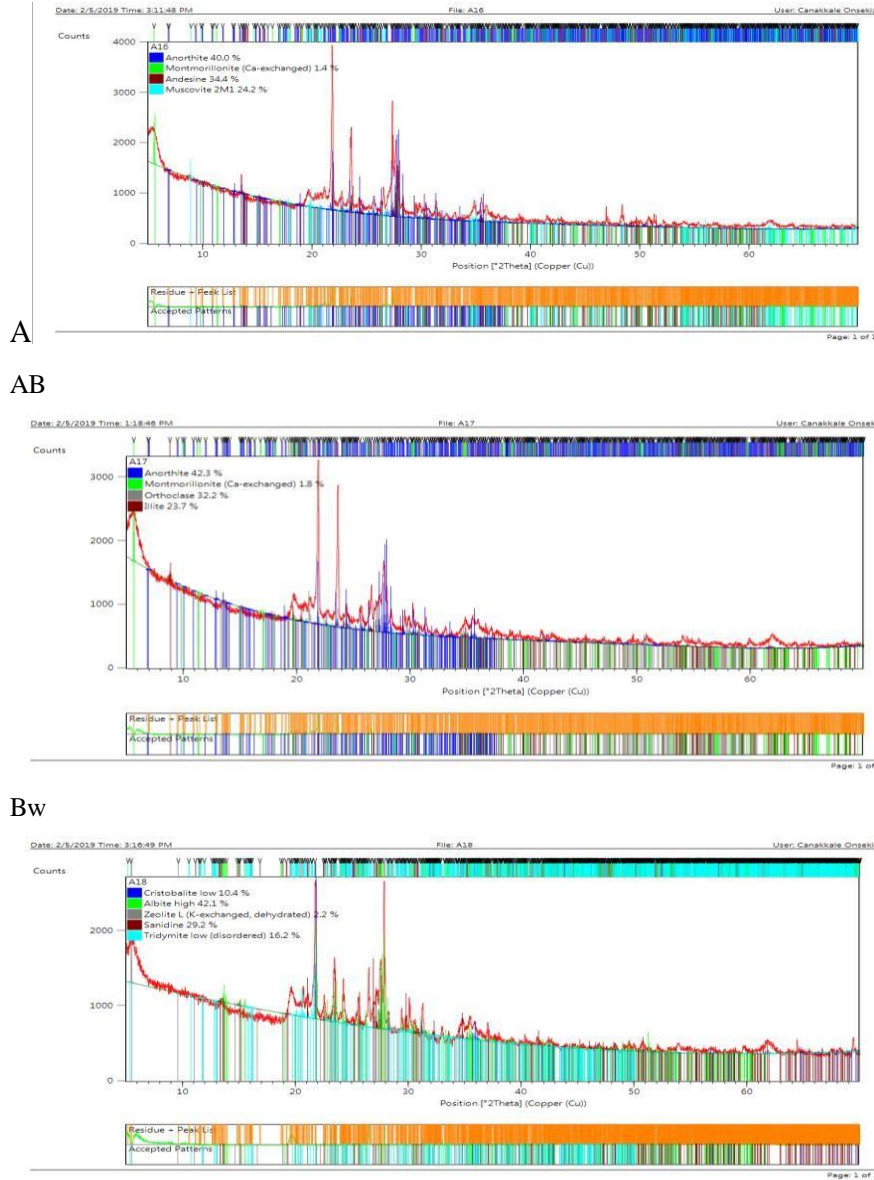 Date: 2/5/2019 Time: 3:11:48 PM File: A16 User: Canakkale Onseki
Counts
4000
A16
Anorthite 40.0 %
Montmorillonite (Ca-exchanged) 1.4 %
Andesine 34.4 %
Muscovite 2M1 24.2 %
3000
2000
1000
0
10 20 30 40 50 60
Position [°2Theta] (Copper (Cu))
Residue + Peak List
Accepted Patterns
Page: 1 of 1
A
AB
Date: 2/5/2019 Time: 1:18:46 PM File: A17 User: Canakkale Onseki
Counts
A17
3000
Anorthite 42.3 %
Montmorillonite (Ca-exchanged) 1.8 %
Orthoclase 32.2 %
Illite 23.7 %
2000
1000
0
10 20 30 40 50 60
Position [°2Theta] (Copper (Cu))
Residue + Peak List
Accepted Patterns
Page: 1 of
Bw
Date: 2/5/2019 Time: 3:16:49 PM File: A18 User: Canakkale Onseki
Counts
A18
Cristobalite low 10.4 %
Albite high 42.1 %
Zeolite L (K-exchanged, dehydrated) 2.2 %
Sanidine 29.2 %
Tridymite low (disordered) 16.2 %
2000
1000
0
10 20 30 40 50 60
Position [°2Theta] (Copper (Cu))
Residue + Peak List
Accepted Patterns
Page: 1 of